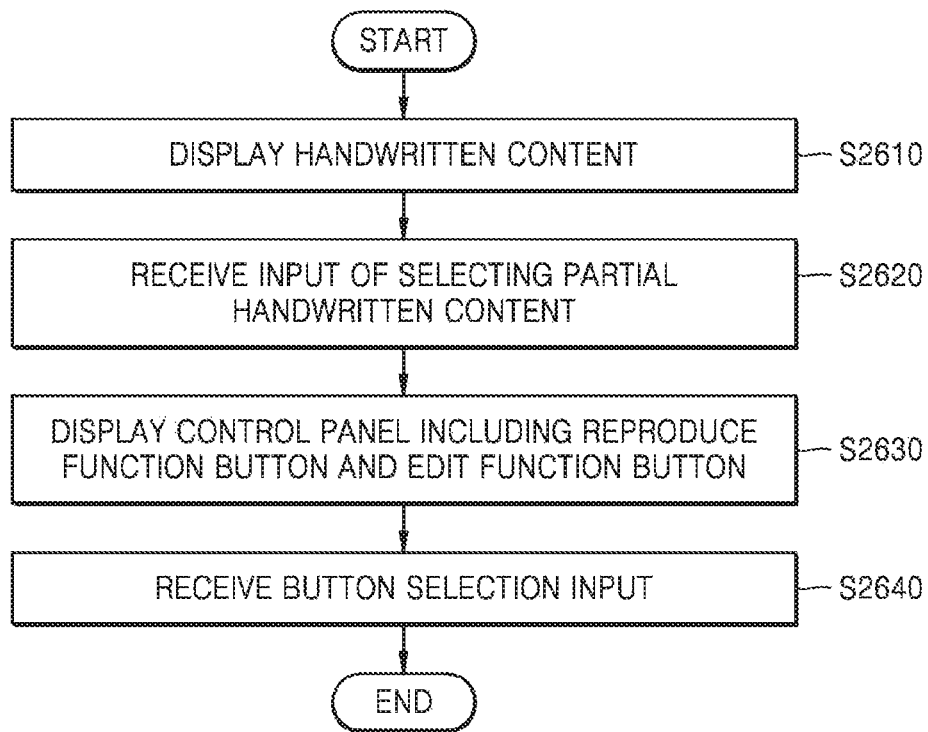 START
DISPLAY HANDWRITTEN CONTENT
S2610
RECEIVE INPUT OF SELECTING PARTIAL
HANDWRITTEN CONTENT
S2620
DISPLAY CONTROL PANEL INCLUDING REPRODUCE
FUNCTION BUTTON AND EDIT FUNCTION BUTTON
S2630
RECEIVE BUTTON SELECTION INPUT
S2640
END